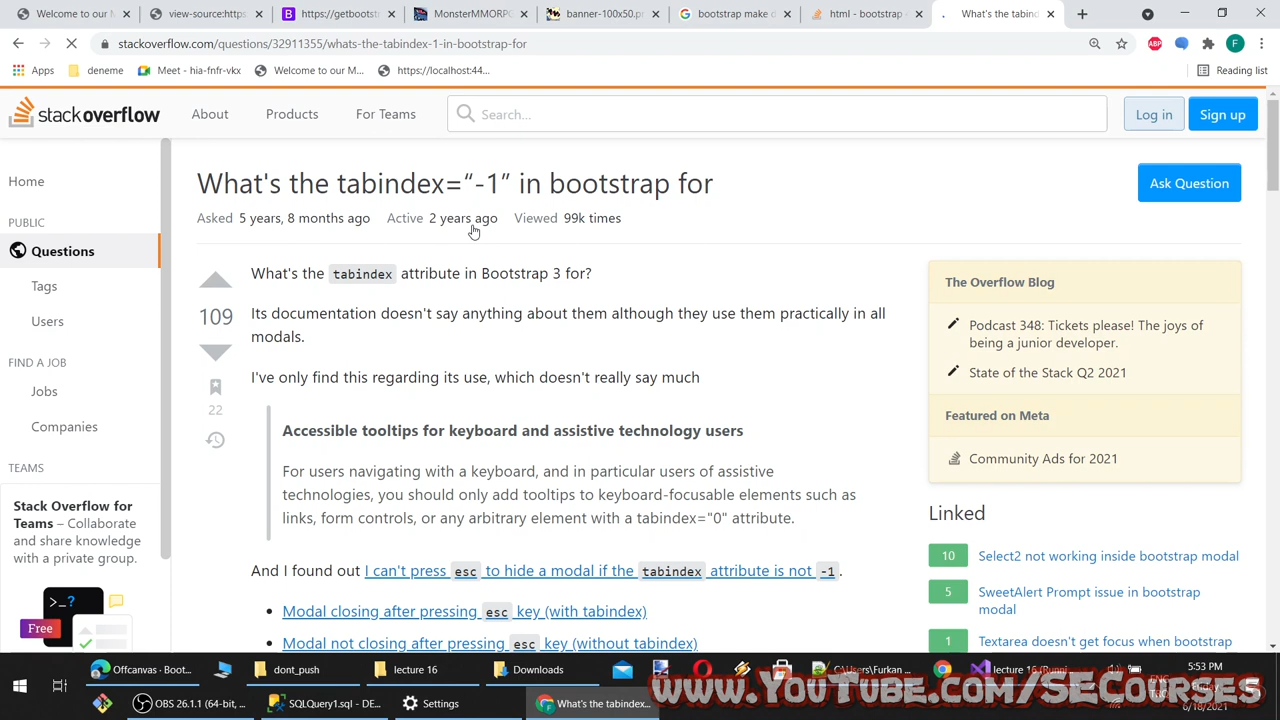 Welcome to our M
view-source:https:
https://getbootst
MonsterMMORPG
banner-100x50.p
bootstrap make d
html - bootstrap
What's the tabind
stackoverflow.com/questions/32911355/whats-the-tabindex-1-in-bootstrap-for
ABP
F
Apps
deneme
Meet - hia-fnfr-vkx
Welcome to our M...
https://localhost:44...
Reading list
stackoverflow
About
Products
For Teams
Search...
Log in
Sign up
Home
PUBLIC
Questions
Tags
Users
FIND A JOB
Jobs
Companies
TEAMS
Stack Overflow for
Teams – Collaborate
and share knowledge
with a private group.
>_?
Free
What's the tabindex=“-1” in bootstrap for
Ask Question
Asked 5 years, 8 months ago Active 2 years ago Viewed 99k times
109
22
What's the tabindex attribute in Bootstrap 3 for?
Its documentation doesn't say anything about them although they use them practically in all
modals.
I've only find this regarding its use, which doesn't really say much
Accessible tooltips for keyboard and assistive technology users
For users navigating with a keyboard, and in particular users of assistive
technologies, you should only add tooltips to keyboard-focusable elements such as
links, form controls, or any arbitrary element with a tabindex="0" attribute.
And I found out I can't press esc to hide a modal if the tabindex attribute is not -1.
• Modal closing after pressing esc key (with tabindex)
• Modal not closing after pressing esc key (without tabindex)
The Overflow Blog
Podcast 348: Tickets please! The joys of
being a junior developer.
State of the Stack Q2 2021
Featured on Meta
Community Ads for 2021
Linked
10 Select2 not working inside bootstrap modal
5 SweetAlert Prompt issue in bootstrap
modal
1 Textarea doesn't get focus when bootstrap
Offcanvas · Boot...
dont_push
lecture 16
Downloads
C:\Users\Furkan
lecture 16 (Runni
5:53 PM
ENG
Friday
6/18/2021
OBS 26.1.1 (64-bit, ...
SQLQuery1.sql - DE...
Settings
What's the tabindex...
www.YouTube.com/SECourses